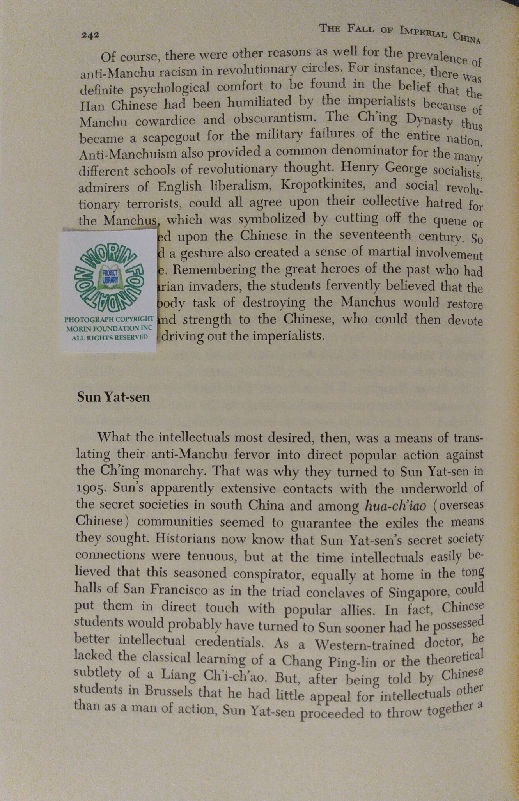 242
THE FALL OF IMPERIAL CHINA
Of course, there were other reasons as well for the prevalence of
anti-Manchu racism in revolutionary circles. For instance, there was
definite psychological comfort to be found in the belief that the
Han Chinese had been humiliated by the imperialists because of
Manchu cowardice and obscurantism. The Ch'ing Dynasty thus
became a scapegoat for the military failures of the entire nation.
Anti-Manchuism also provided a common denominator for the many
different schools of revolutionary thought. Henry George socialists,
admirers of English liberalism, Kropotkinites, and social revolu-
tionary terrorists, could all agree upon their collective hatred for
the Manchus, which was symbolized by cutting off the queue or
ed upon the Chinese in the seventeenth century. So
d a gesture also created a sense of martial involvement
e. Remembering the great heroes of the past who had
arian invaders, the students fervently believed that the
body task of destroying the Manchus would restore
nd strength to the Chinese, who could then devote
driving out the imperialists.
MORIN FOUNDATION
PROJECT
LIBRARY
PHOTOGRAPH COPYRIGHT
MORIN FOUNDATION INC
ALL RIGHTS RESERVED
Sun Yat-sen
What the intellectuals most desired, then, was a means of trans-
lating their anti-Manchu fervor into direct popular action against
the Ch'ing monarchy. That was why they turned to Sun Yat-sen in
1905. Sun's apparently extensive contacts with the underworld of
the secret societies in south China and among hua-ch'iao (overseas
Chinese) communities seemed to guarantee the exiles the means
they sought. Historians now know that Sun Yat-sen's secret society
connections were tenuous, but at the time intellectuals easily be-
lieved that this seasoned conspirator, equally at home in the tong
halls of San Francisco as in the triad conclaves of Singapore, could
put them in direct touch with popular allies. In fact, Chinese
students would probably have turned to Sun sooner had he possessed
better intellectual credentials. As a Western-trained doctor, he
lacked the classical learning of a Chang Ping-lin or the theoretical
subtlety of a Liang Ch'i-ch'ao. But, after being told by Chinese
students in Brussels that he had little appeal for intellectuals other
than as a man of action, Sun Yat-sen proceeded to throw together a